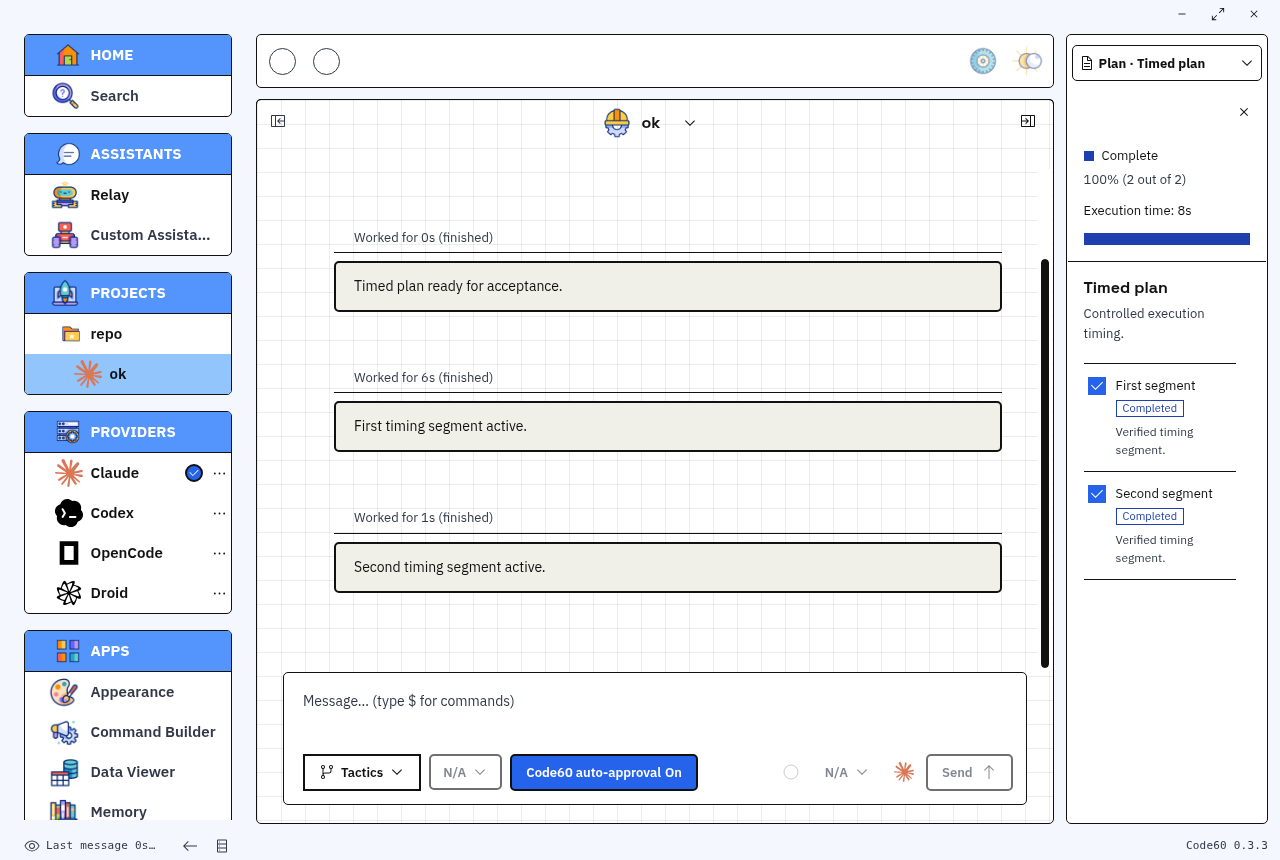 HOME
Search
ASSISTANTS
Relay
Custom Assista...
PROJECTS
repo
ok
PROVIDERS
Claude
Codex
OpenCode
Droid
APPS
Appearance
Command Builder
Data Viewer
Memory
Last message 0s…
ok
Worked for 0s (finished)
Timed plan ready for acceptance.
Worked for 6s (finished)
First timing segment active.
Worked for 1s (finished)
Second timing segment active.
Message... (type $ for commands)
Tactics
N/A
Code60 auto-approval On
N/A
Send
Plan · Timed plan
Complete
100% (2 out of 2)
Execution time: 8s
Timed plan
Controlled execution
timing.
First segment
Completed
Verified timing
segment.
Second segment
Completed
Verified timing
segment.
Code60 0.3.3